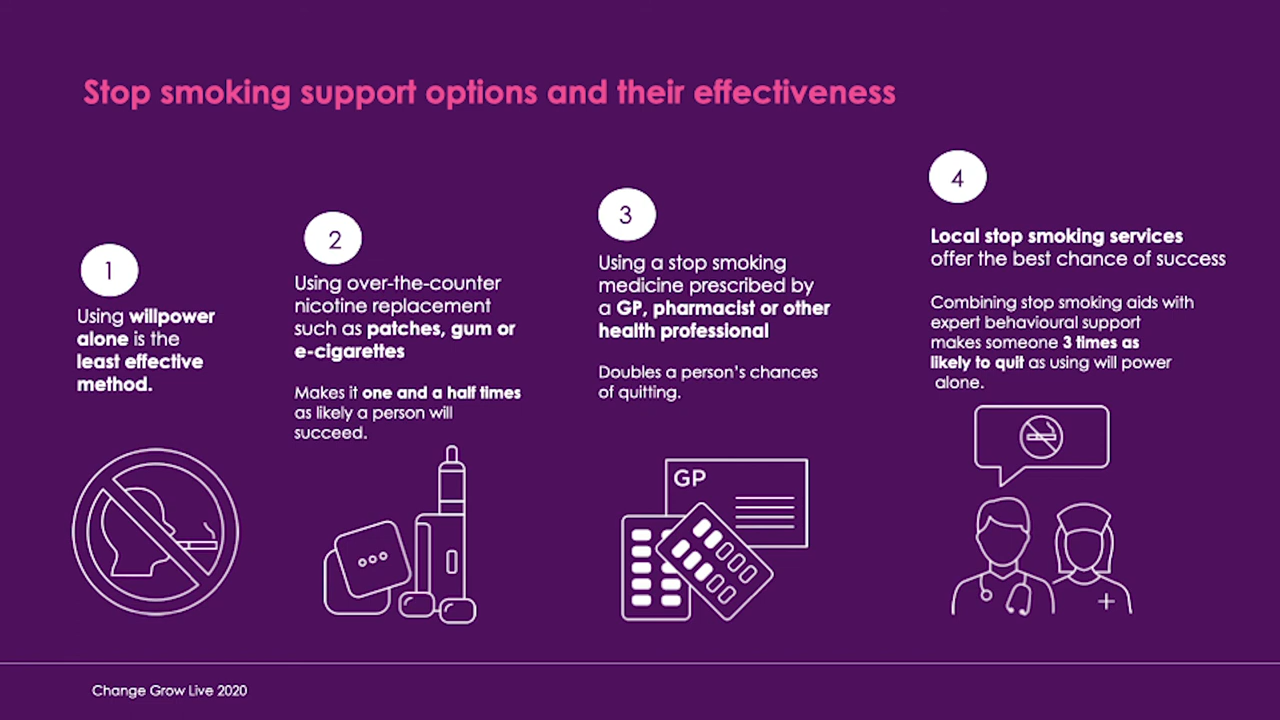 Stop smoking support options and their effectiveness
1
Using willpower
alone is the
least effective
method.
2
Using over-the-counter
nicotine replacement
such as patches, gum or
e-cigarettes
Makes it one and a half times
as likely a person will
succeed.
3
Using a stop smoking
medicine prescribed by
a GP, pharmacist or other
health professional
Doubles a person's chances
of quitting.
GP
4
Local stop smoking services
offer the best chance of success
Combining stop smoking aids with
expert behavioural support
makes someone 3 times as
likely to quit as using will power
alone.
Change Grow Live 2020